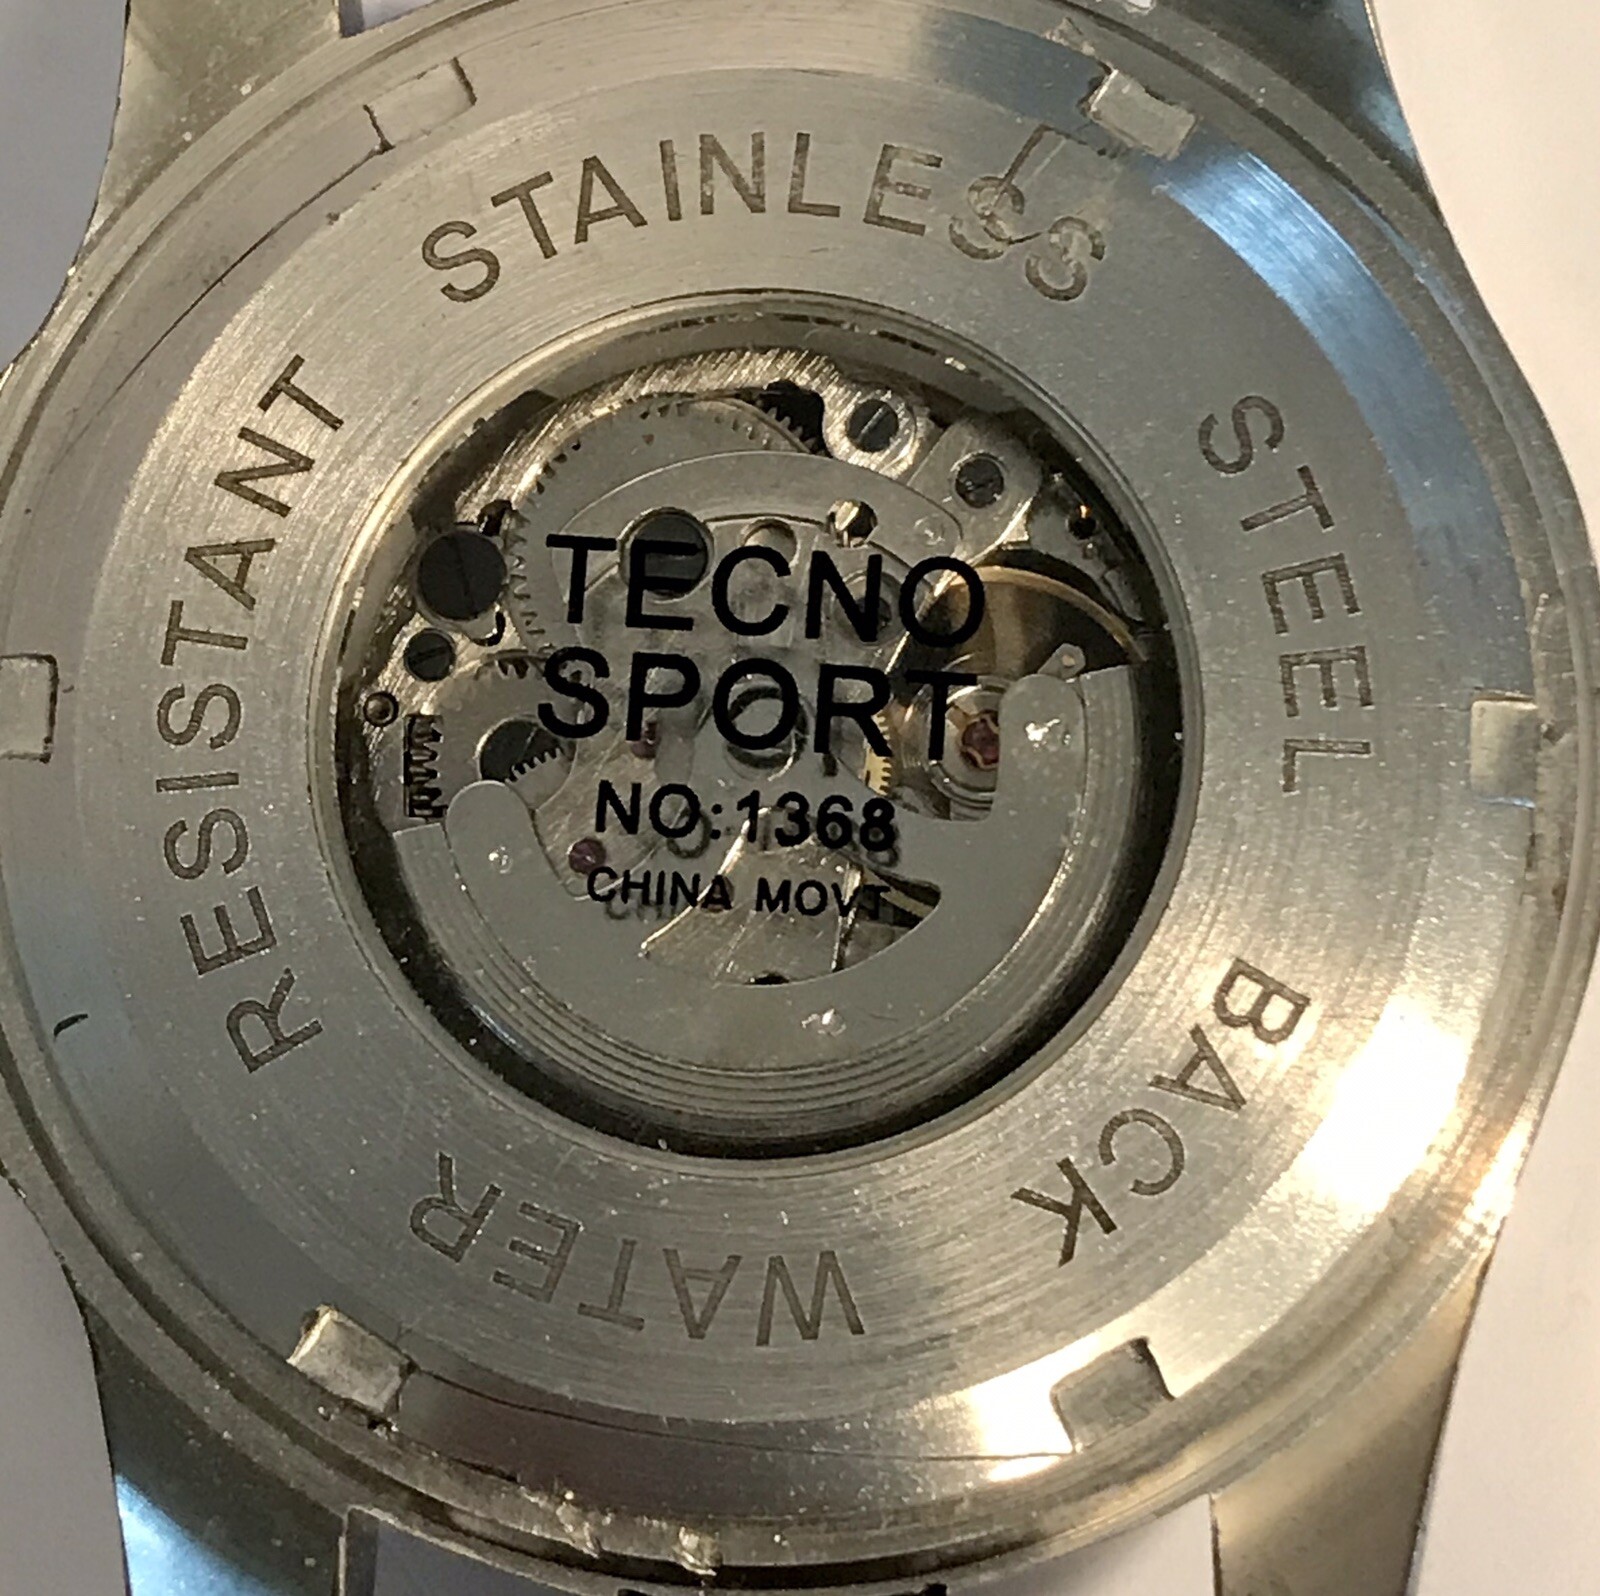 STAINLESS STEEL BACK WATER RESISTANT
TECNO
SPORT
NO:1368
CHINA MOVT